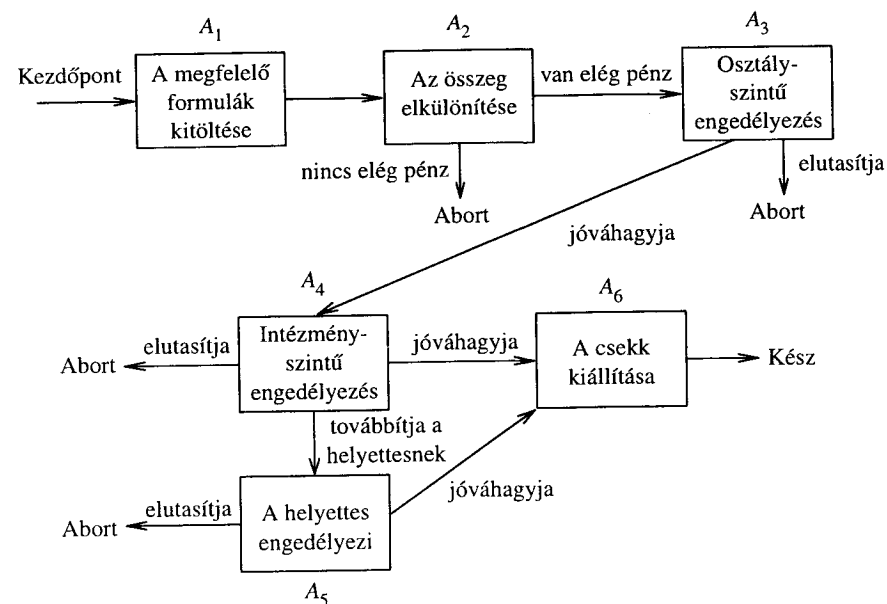 A1
A2
A3
Kezdőpont
A megfelelő
formulák
kitöltése
Az összeg
elkülönítése
van elég pénz
Osztály-
szintű
engedélyezés
nincs elég pénz
Abort
elutasítja
Abort
jóváhagyja
A4
A6
Abort
elutasítja
Intézmény-
szintű
engedélyezés
jóváhagyja
A csekk
kiállítása
Kész
továbbítja a
helyettesnek
Abort
elutasítja
A helyettes
engedélyezi
jóváhagyja
A5